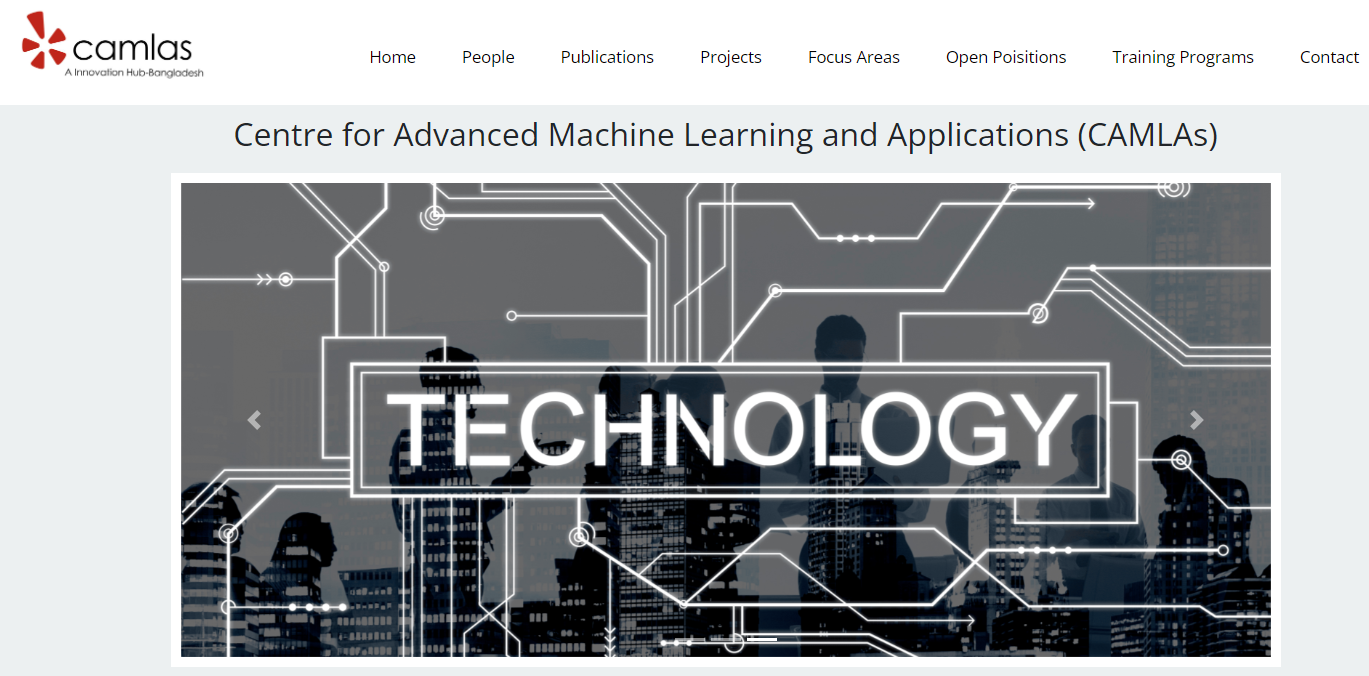 camlas
A Innovation Hub-Bangladesh
Home People Publications Projects Focus Areas Open Poisitions Training Programs Contact
Centre for Advanced Machine Learning and Applications (CAMLAs)
TECHNOLOGY